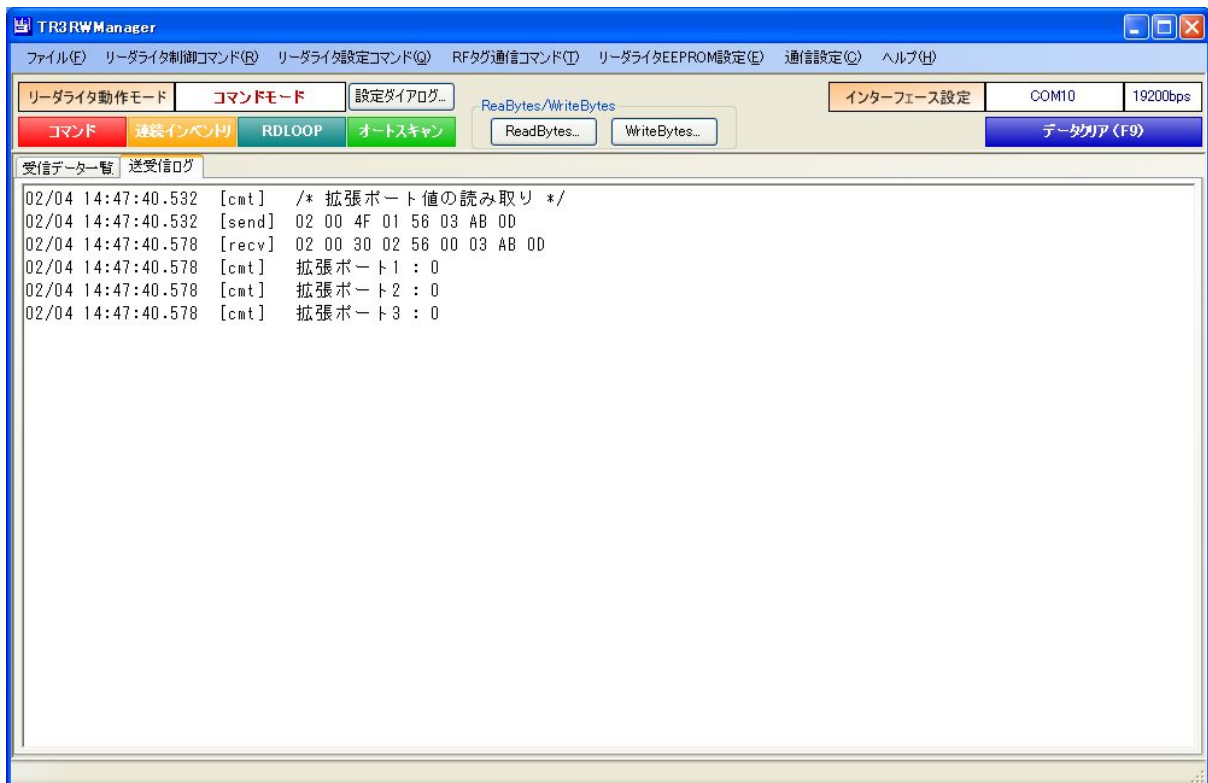 TR3RWManager
ファイル(F) リーダライタ制御コマンド(R) リーダライタ設定コマンド(Q) RFタグ通信コマンド(T) リーダライタEEPROM設定(E) 通信設定(C) ヘルプ(H)
リーダライタ動作モード コマンドモード 設定ダイアログ... ReaBytes/WriteBytes インターフェース設定 COM10 19200bps
コマンド 連続インベントリ RDLOOP オートスキャン ReadBytes... WriteBytes... データクリア(F9)
受信データ一覧 送受信ログ
02/04 14:47:40.532 [cmt] /* 拡張ポート値の読み取り */
02/04 14:47:40.532 [send] 02 00 4F 01 56 03 AB 0D
02/04 14:47:40.578 [recv] 02 00 30 02 56 00 03 AB 0D
02/04 14:47:40.578 [cmt] 拡張ポート1 : 0
02/04 14:47:40.578 [cmt] 拡張ポート2 : 0
02/04 14:47:40.578 [cmt] 拡張ポート3 : 0